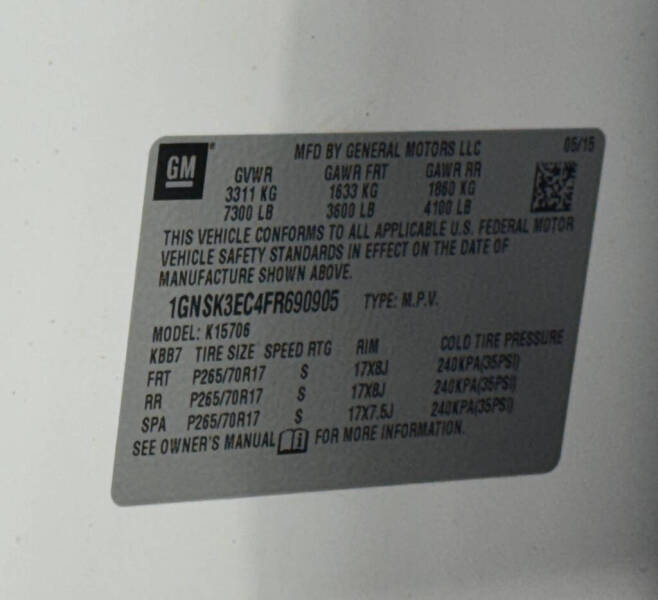 GM MFD BY GENERAL MOTORS LLC 05/15
GVWR GAWR FRT GAWR RR
3311 KG 1633 KG 1860 KG
7300 LB 3600 LB 4100 LB
THIS VEHICLE CONFORMS TO ALL APPLICABLE U.S. FEDERAL MOTOR
VEHICLE SAFETY STANDARDS IN EFFECT ON THE DATE OF
MANUFACTURE SHOWN ABOVE.
1GNSK3EC4FR690905 TYPE: M.P.V.
MODEL: K15706
KBB7 TIRE SIZE SPEED RTG RIM COLD TIRE PRESSURE
FRT P265/70R17 S 17X8J 240KPA(35PSI)
RR P265/70R17 S 17X8J 240KPA(35PSI)
SPA P265/70R17 S 17X7.5J 240KPA(35PSI)
SEE OWNER'S MANUAL FOR MORE INFORMATION.